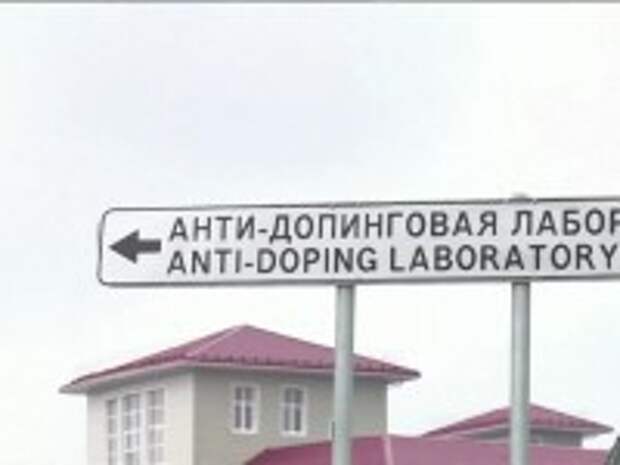 АНТИ-ДОПИНГОВАЯ ЛАБОР
ANTI-DOPING LABORATORY